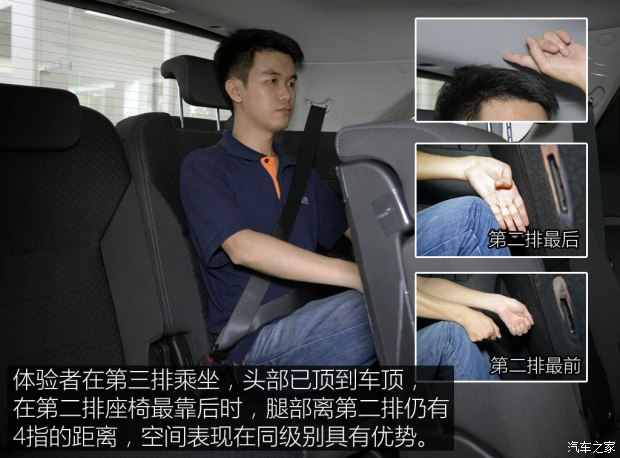 第二排最后
第二排最前
体验者在第三排乘坐，头部已顶到车顶，
在第二排座椅最靠后时，腿部离第二排仍有
4指的距离，空间表现在同级别具有优势。
汽车之家